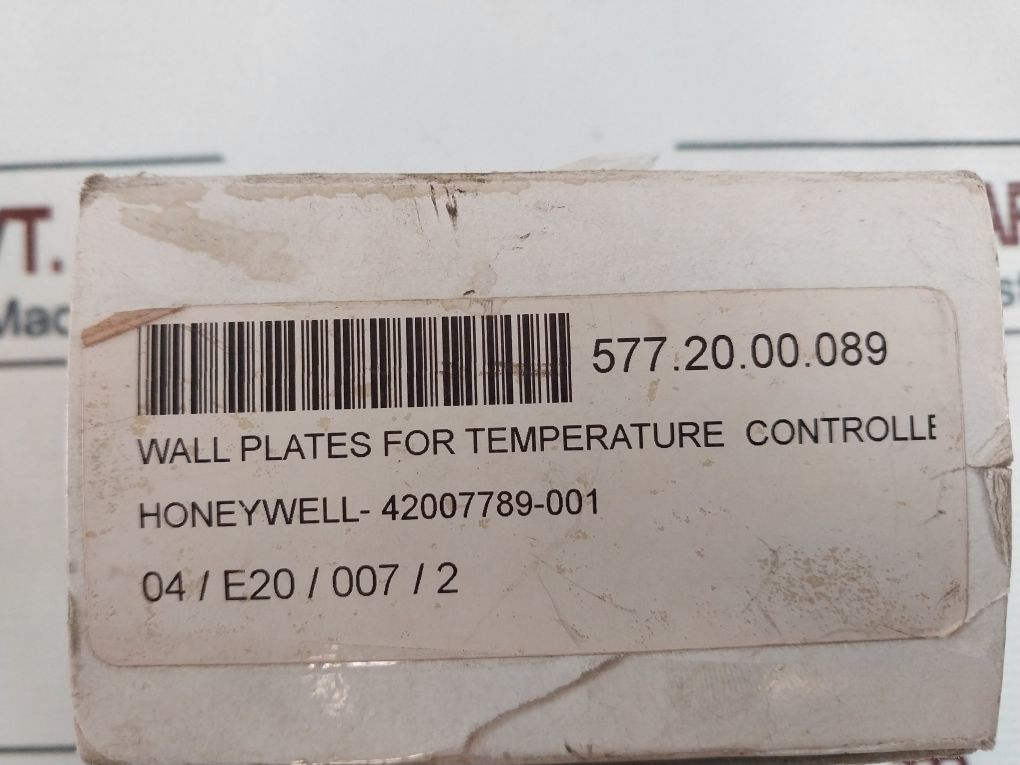 577.20.00.089
WALL PLATES FOR TEMPERATURE CONTROLLE
HONEYWELL- 42007789-001
04 / E20 / 007 / 2